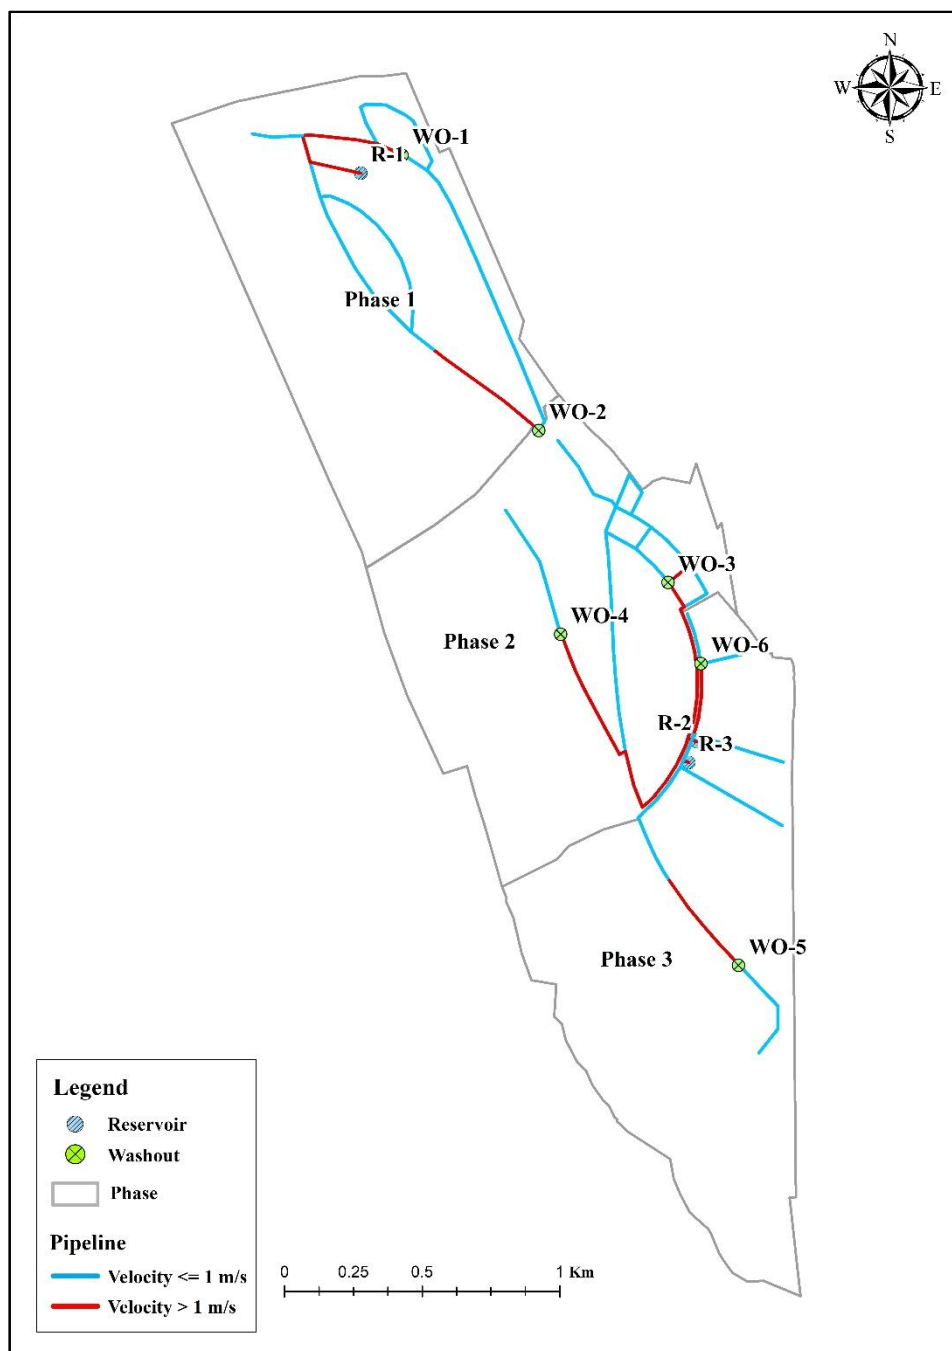 N
W E
S
WO-1
R-1
Phase 1
WO-2
WO-3
WO-4
Phase 2
WO-6
R-2
R-3
WO-5
Phase 3
Legend
Reservoir
Washout
Phase
Pipeline
Velocity <= 1 m/s
Velocity > 1 m/s
0 0.25 0.5 1 Km